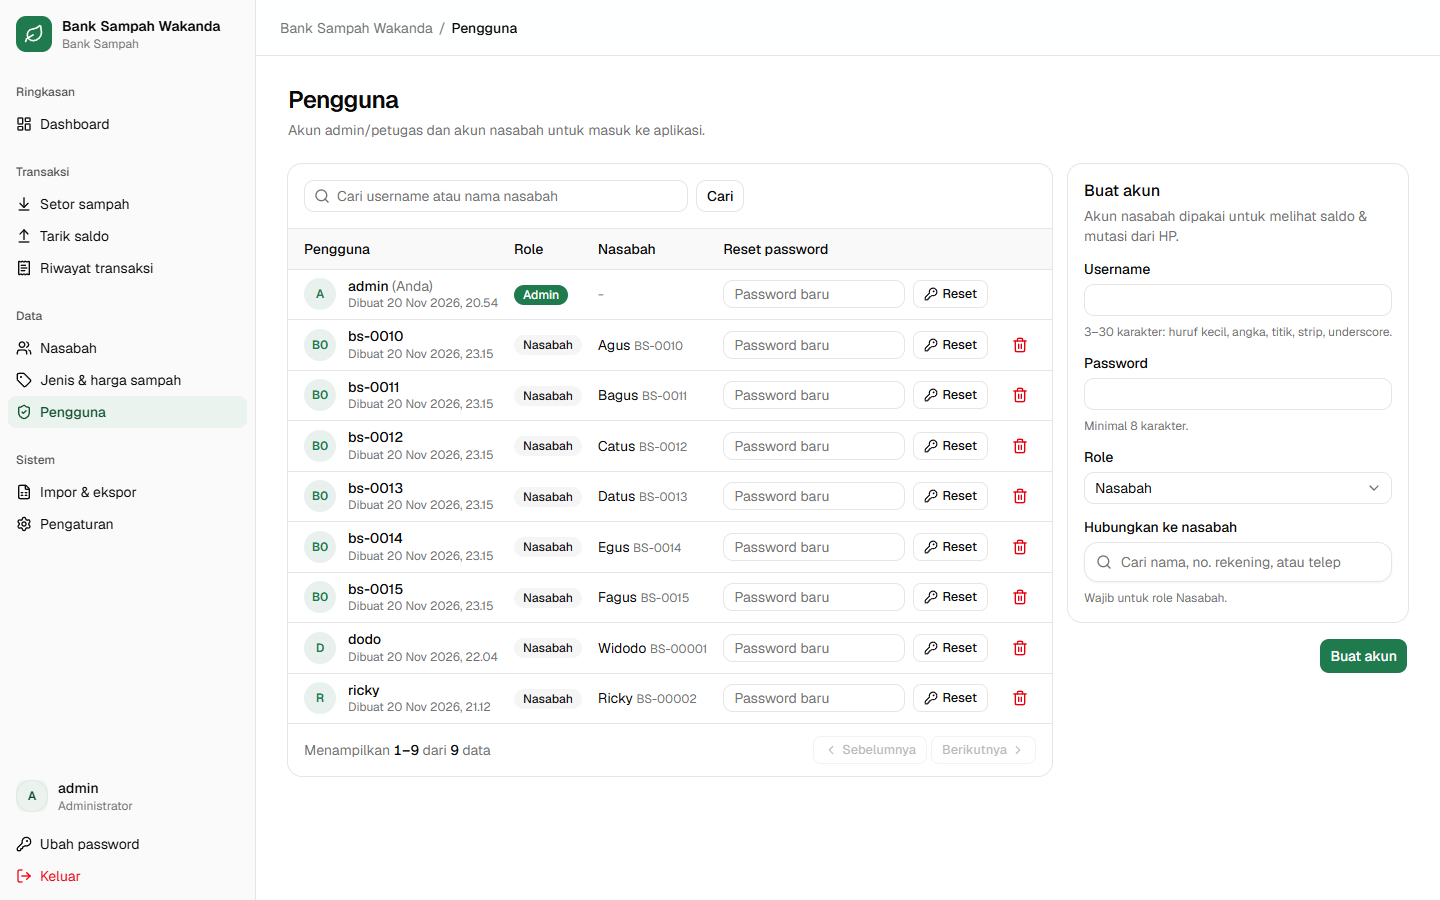 Bank Sampah Wakanda
Bank Sampah
Ringkasan
Dashboard
Transaksi
Setor sampah
Tarik saldo
Riwayat transaksi
Data
Nasabah
Jenis & harga sampah
Pengguna
Sistem
Impor & ekspor
Pengaturan
A
admin
Administrator
Ubah password
Keluar
Bank Sampah Wakanda / Pengguna
Pengguna
Akun admin/petugas dan akun nasabah untuk masuk ke aplikasi.
Cari username atau nama nasabah
Cari
Pengguna Role Nasabah Reset password
A admin (Anda) Admin - Password baru Reset
Dibuat 20 Nov 2026, 20.54
B0 bs-0010 Nasabah Agus BS-0010 Password baru Reset
Dibuat 20 Nov 2026, 23.15
B0 bs-0011 Nasabah Bagus BS-0011 Password baru Reset
Dibuat 20 Nov 2026, 23.15
B0 bs-0012 Nasabah Catus BS-0012 Password baru Reset
Dibuat 20 Nov 2026, 23.15
B0 bs-0013 Nasabah Datus BS-0013 Password baru Reset
Dibuat 20 Nov 2026, 23.15
B0 bs-0014 Nasabah Egus BS-0014 Password baru Reset
Dibuat 20 Nov 2026, 23.15
B0 bs-0015 Nasabah Fagus BS-0015 Password baru Reset
Dibuat 20 Nov 2026, 23.15
D dodo Nasabah Widodo BS-00001 Password baru Reset
Dibuat 20 Nov 2026, 22.04
R ricky Nasabah Ricky BS-00002 Password baru Reset
Dibuat 20 Nov 2026, 21.12
Menampilkan 1–9 dari 9 data
Sebelumnya Berikutnya
Buat akun
Akun nasabah dipakai untuk melihat saldo &
mutasi dari HP.
Username
3–30 karakter: huruf kecil, angka, titik, strip, underscore.
Password
Minimal 8 karakter.
Role
Nasabah
Hubungkan ke nasabah
Cari nama, no. rekening, atau telep
Wajib untuk role Nasabah.
Buat akun